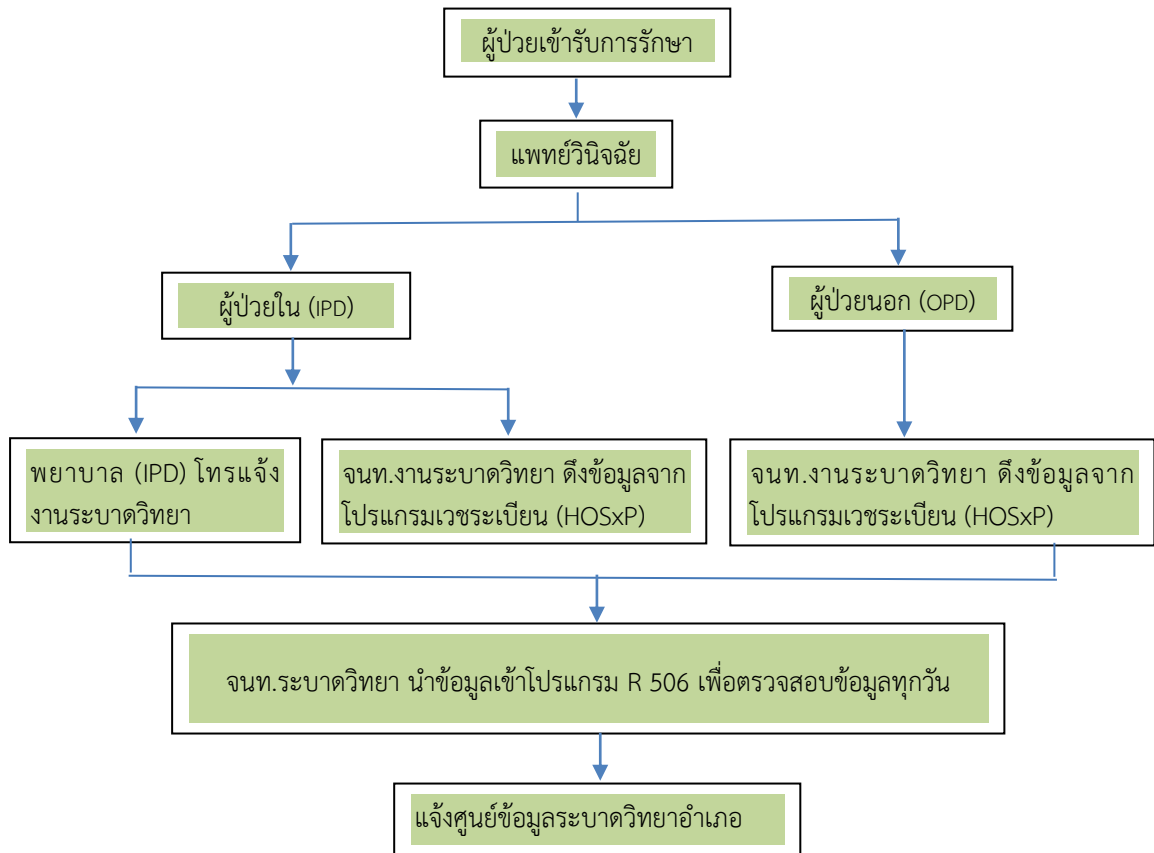 ผู้ป่วยเข้ารับการรักษา
แพทย์วินิจฉัย
ผู้ป่วยใน (IPD)
ผู้ป่วยนอก (OPD)
พยาบาล (IPD) โทรแจ้ง
งานระบาดวิทยา
จนท.งานระบาดวิทยา ดึงข้อมูลจาก
โปรแกรมเวชระเบียน (HOSxP)
จนท.งานระบาดวิทยา ดึงข้อมูลจาก
โปรแกรมเวชระเบียน (HOSxP)
จนท.ระบาดวิทยา นำข้อมูลเข้าโปรแกรม R 506 เพื่อตรวจสอบข้อมูลทุกวัน
แจ้งศูนย์ข้อมูลระบาดวิทยาอำเภอ